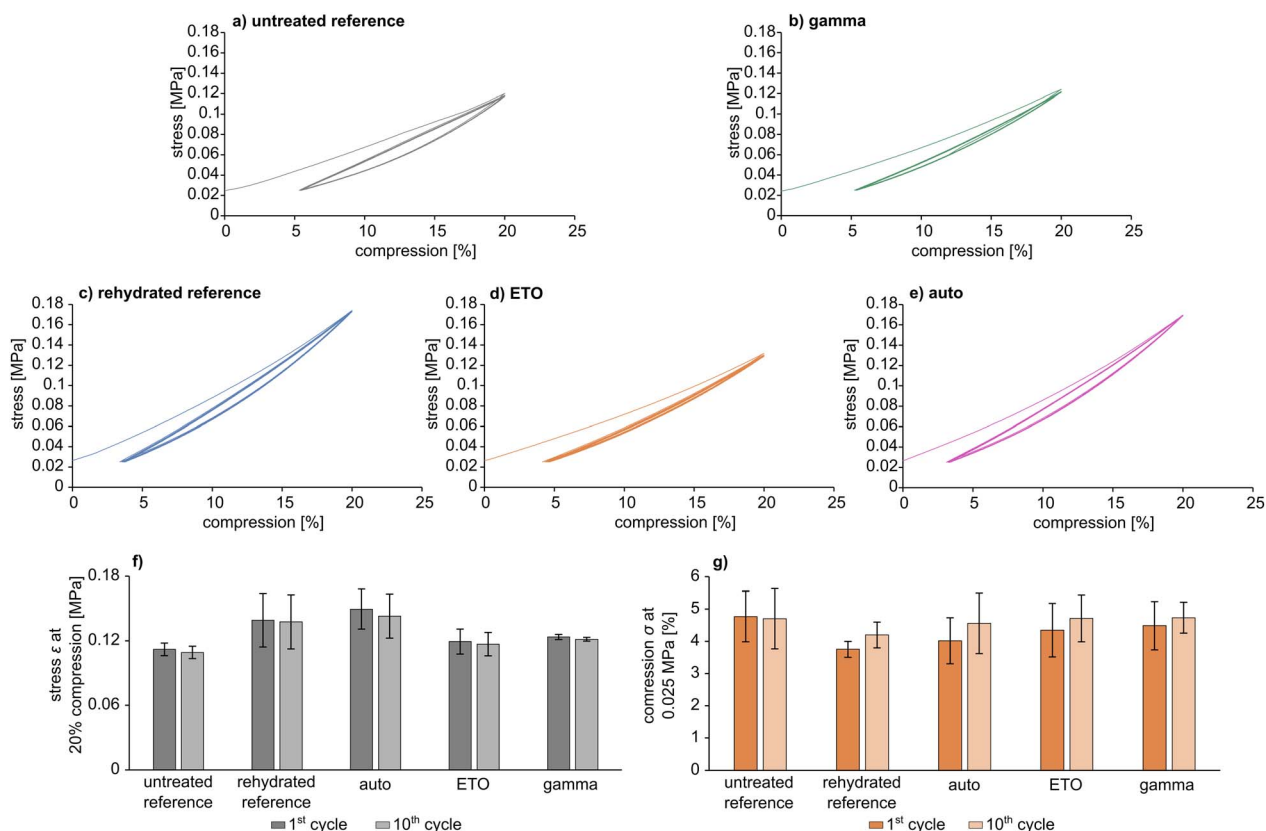 a) untreated reference
0.18
0.16
0.14
0.12
0.1
0.08
0.06
0.04
0.02
0
stress [MPa]
0 5 10 15 20 25
compression [%]
b) gamma
0.18
0.16
0.14
0.12
0.1
0.08
0.06
0.04
0.02
0
stress [MPa]
0 5 10 15 20 25
compression [%]
c) rehydrated reference
0.18
0.16
0.14
0.12
0.1
0.08
0.06
0.04
0.02
0
stress [MPa]
0 5 10 15 20 25
compression [%]
d) ETO
0.18
0.16
0.14
0.12
0.1
0.08
0.06
0.04
0.02
0
stress [MPa]
0 5 10 15 20 25
compression [%]
e) auto
0.18
0.16
0.14
0.12
0.1
0.08
0.06
0.04
0.02
0
stress [MPa]
0 5 10 15 20 25
compression [%]
f)
0.18
0.12
0.06
0
stress ε at
20% compression [MPa]
untreated
reference
rehydrated
reference
auto
ETO
gamma
1st cycle
10th cycle
g)
6
5
4
3
2
1
0
comression σ at
0.025 MPa [%]
untreated
reference
rehydrated
reference
auto
ETO
gamma
1st cycle
10th cycle